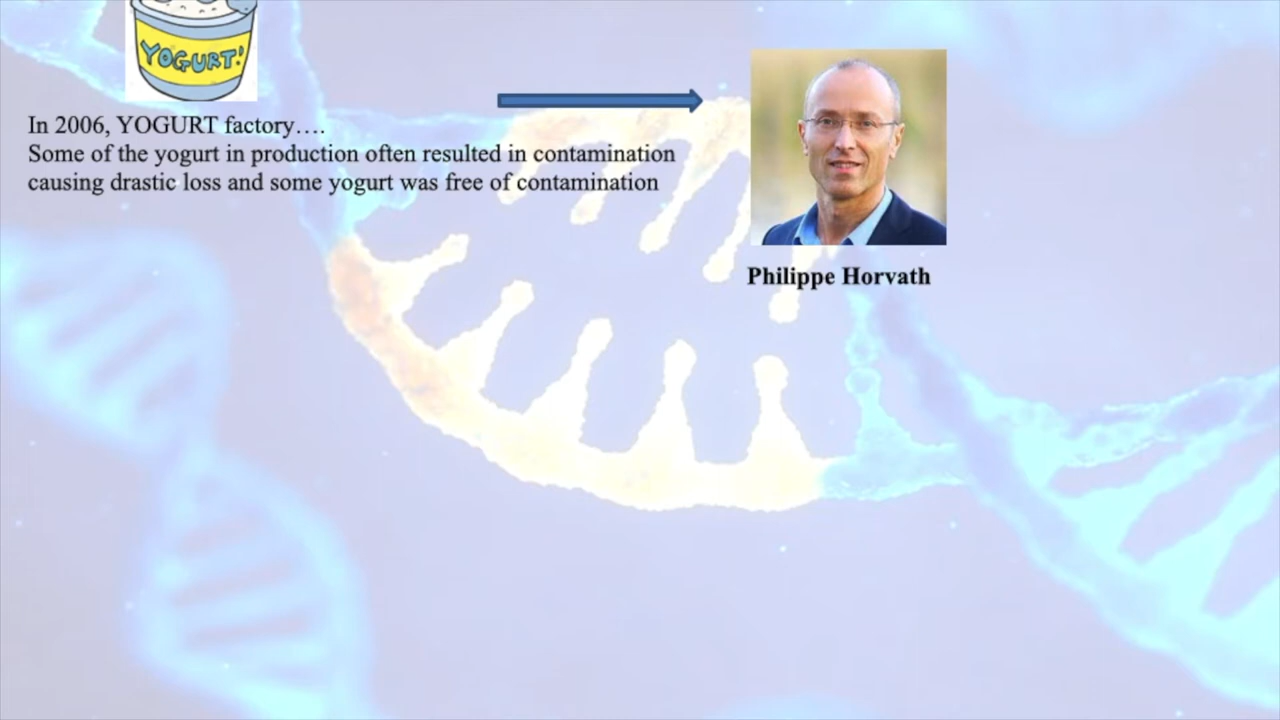 YOGURT!
In 2006, YOGURT factory….
Some of the yogurt in production often resulted in contamination
causing drastic loss and some yogurt was free of contamination
Philippe Horvath